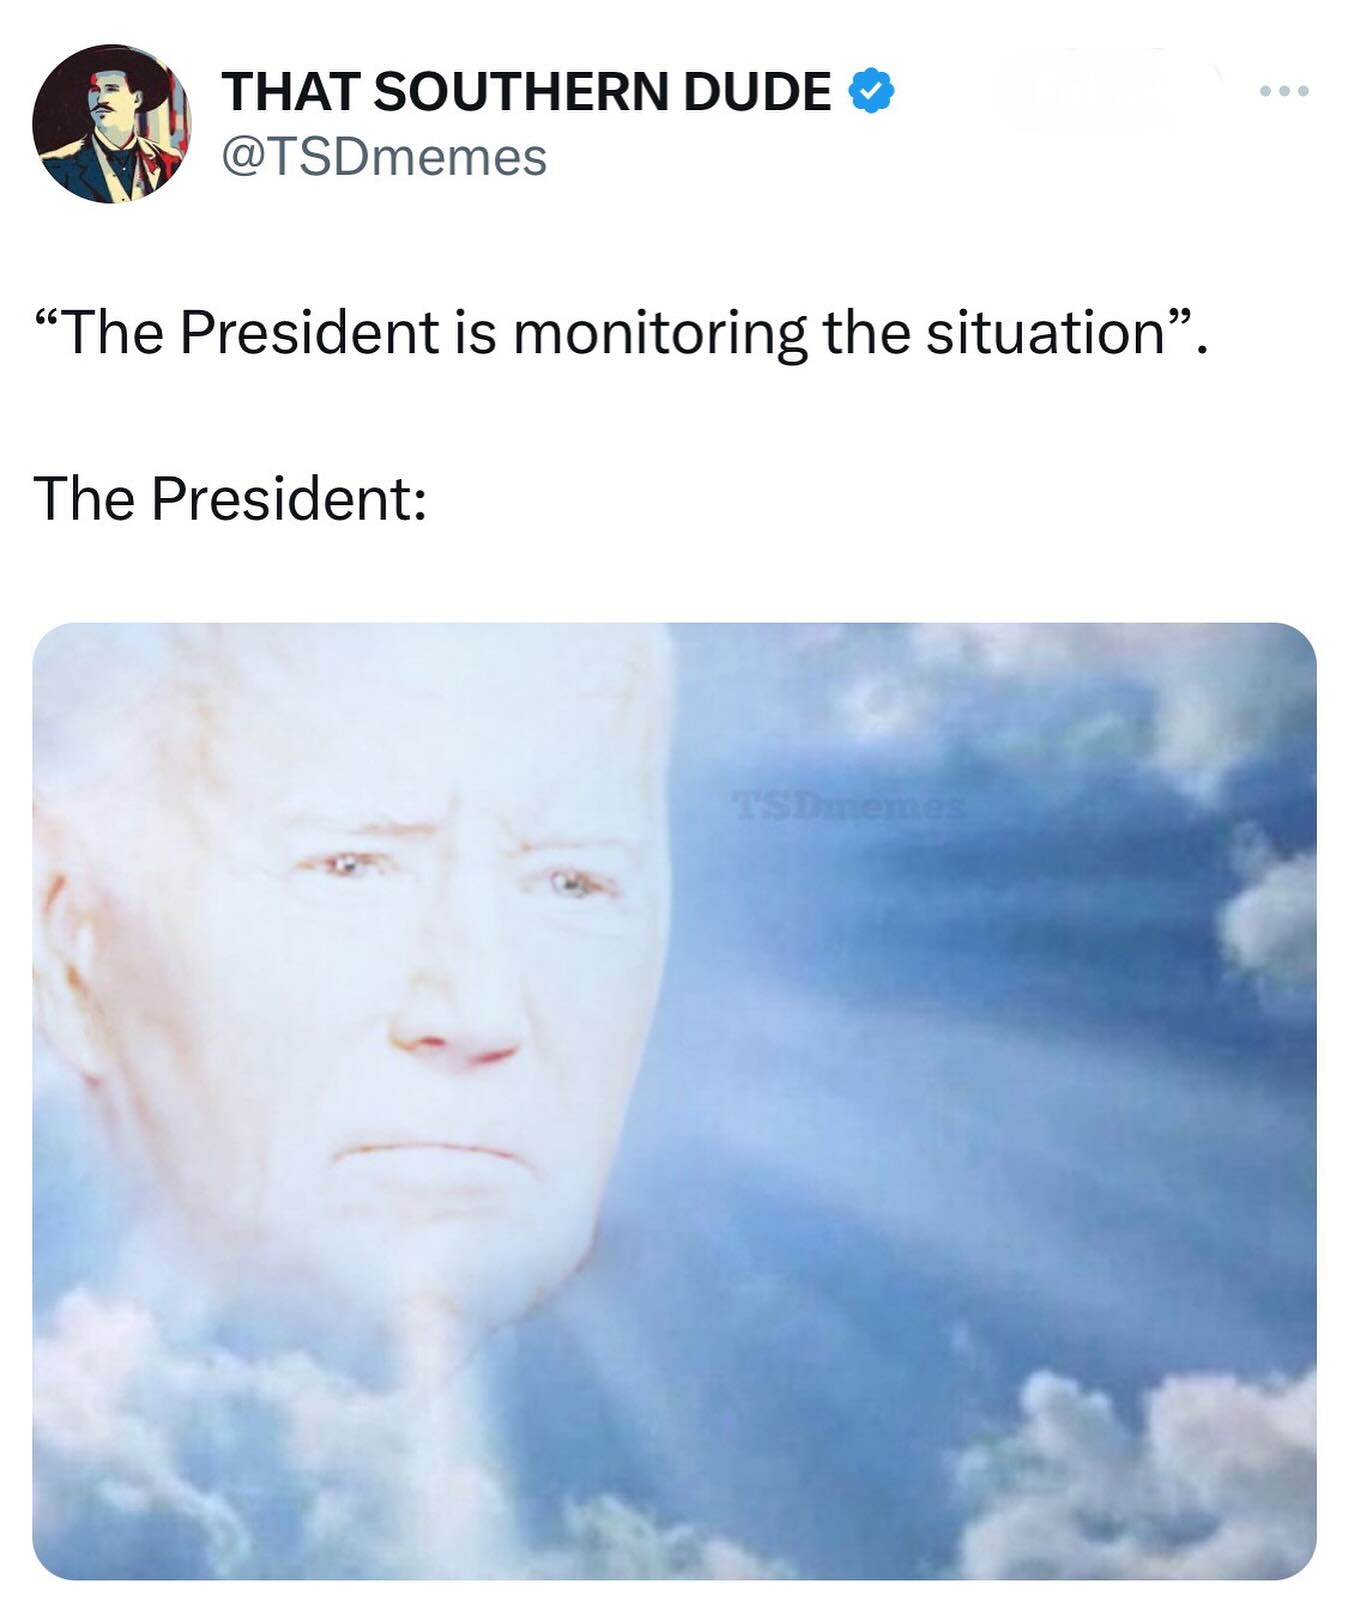 THAT SOUTHERN DUDE
@TSDmemes
“The President is monitoring the situation”.
The President:
TSDmemes